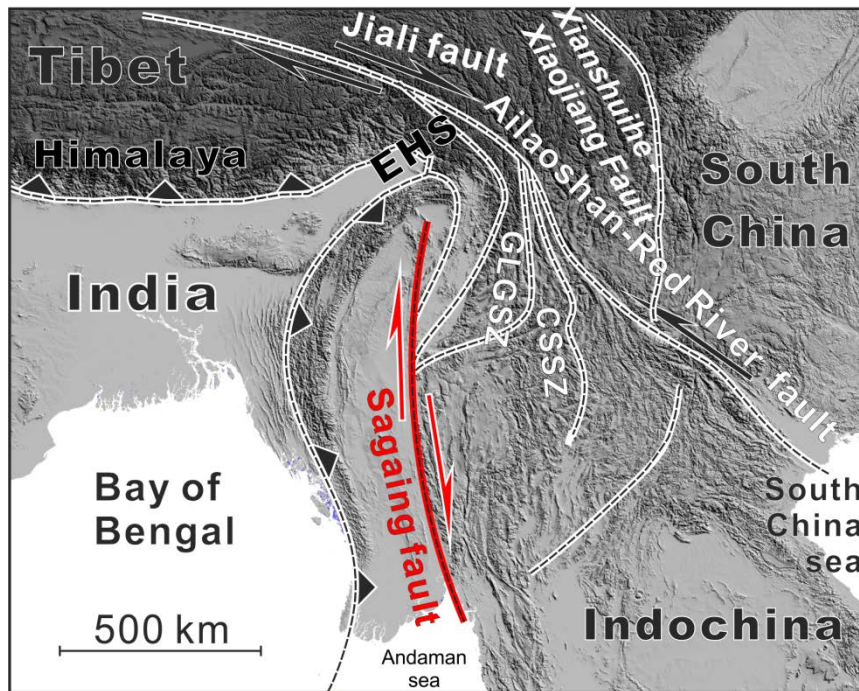 Tibet
Jiali fault
Xianshuihe-
Xiaojiang Fault
Himalaya
EHS
Ailaoshan-Red River fault
South
China
India
GLGSZ
CSSZ
Sagaing fault
Bay of
Bengal
South
China
sea
500 km
Indochina
Andaman
sea